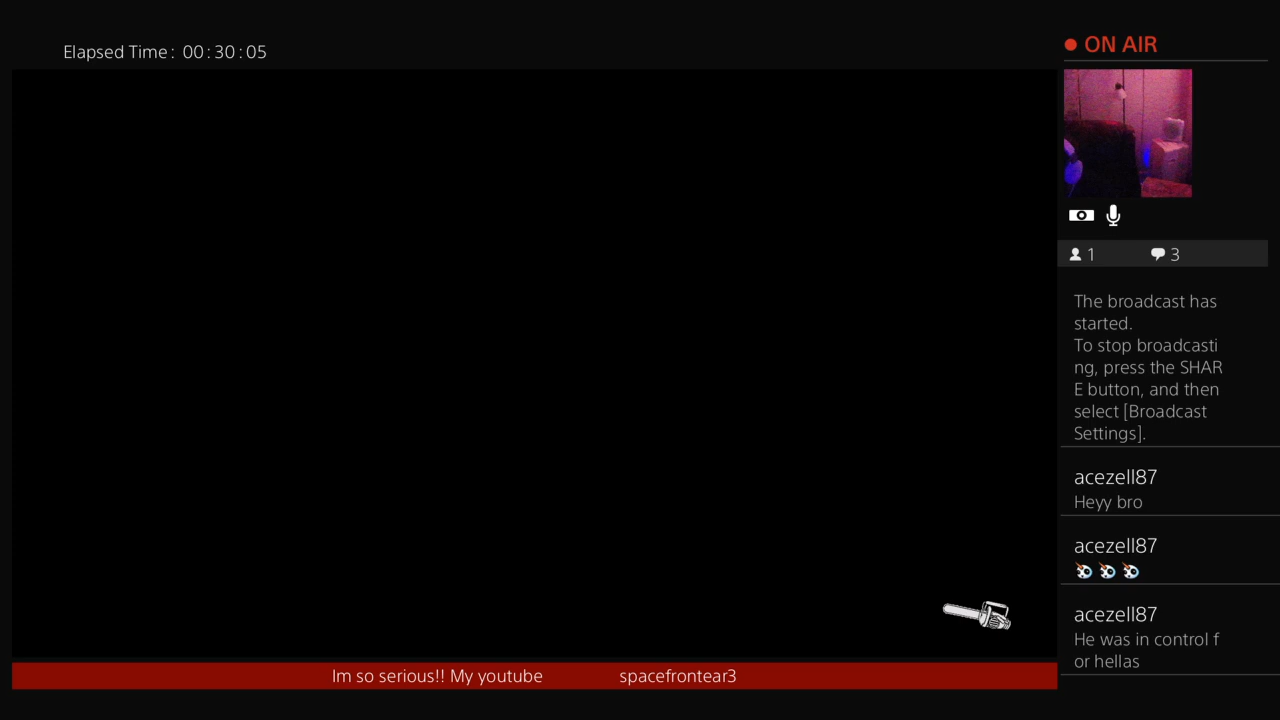 Elapsed Time: 00:30:05
ON AIR
1 3
The broadcast has
started.
To stop broadcasti
ng, press the SHAR
E button, and then
select [Broadcast
Settings].
acezell87
Heyy bro
acezell87
acezell87
He was in control f
or hellas
Im so serious!! My youtube spacefrontear3